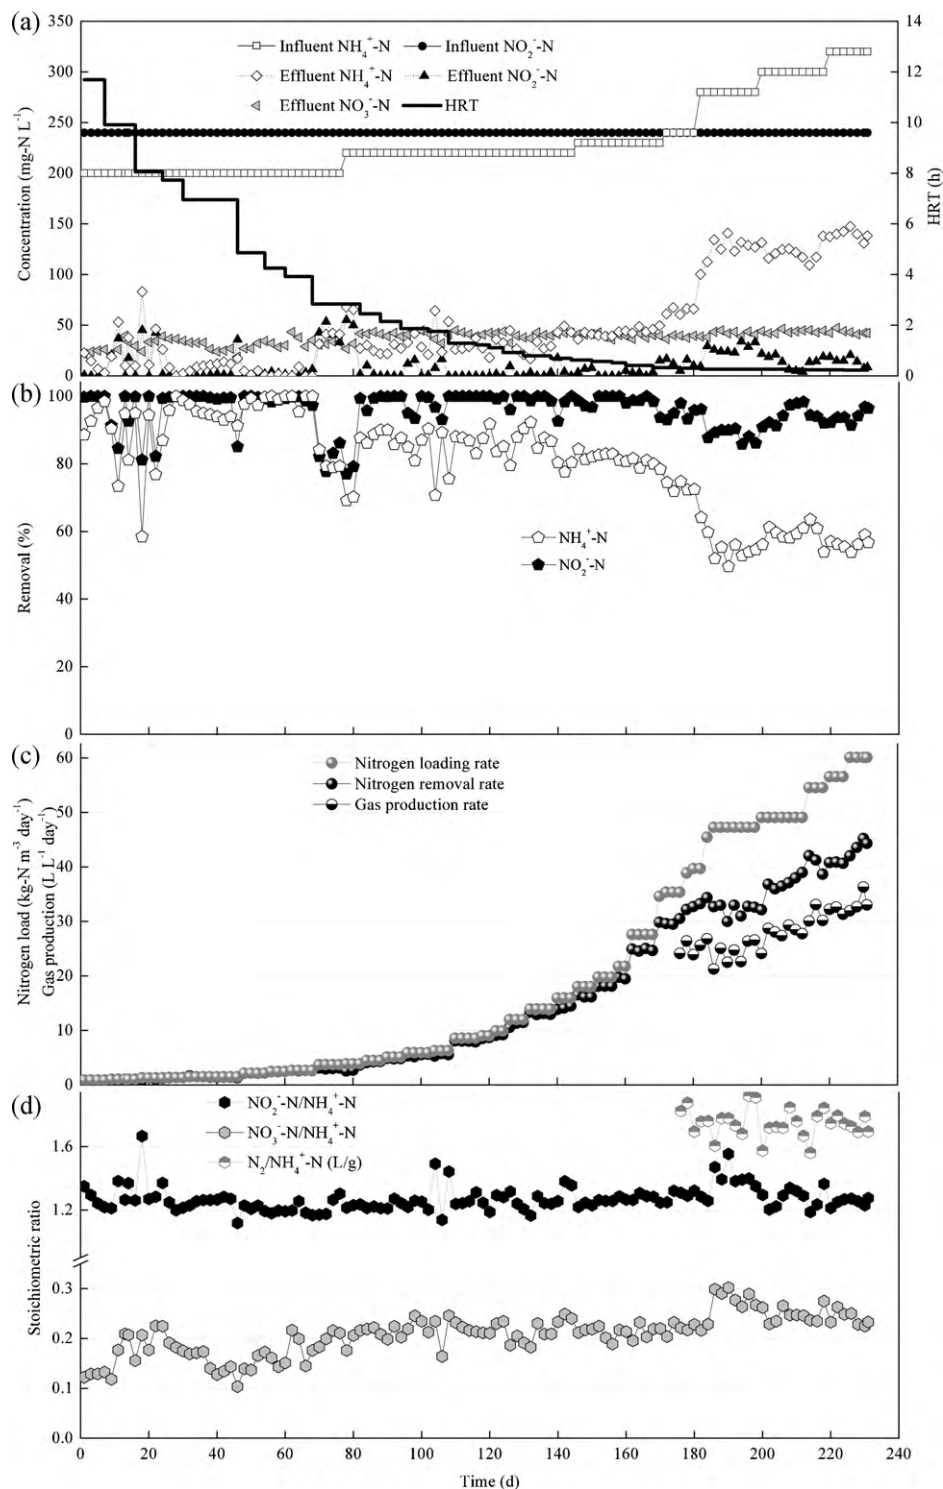 (a)
350
300
250
200
150
100
50
0
Concentration (mg-N L⁻¹)
14
12
10
8
6
4
2
0
HRT (h)
Influent NH₄⁺-N Influent NO₂⁻-N
Effluent NH₄⁺-N Effluent NO₂⁻-N
Effluent NO₃⁻-N HRT
(b)
100
80
60
40
20
0
Removal (%)
NH₄⁺-N
NO₂⁻-N
(c)
60
50
40
30
20
10
0
Nitrogen load (kg-N m⁻³ day⁻¹)
Gas production (L L⁻¹ day⁻¹)
Nitrogen loading rate
Nitrogen removal rate
Gas production rate
(d)
1.6
1.2
0.3
0.2
0.1
0.0
Stoichiometric ratio
NO₂⁻-N/NH₄⁺-N
NO₃⁻-N/NH₄⁺-N
N₂/NH₄⁺-N (L/g)
0 20 40 60 80 100 120 140 160 180 200 220 240
Time (d)